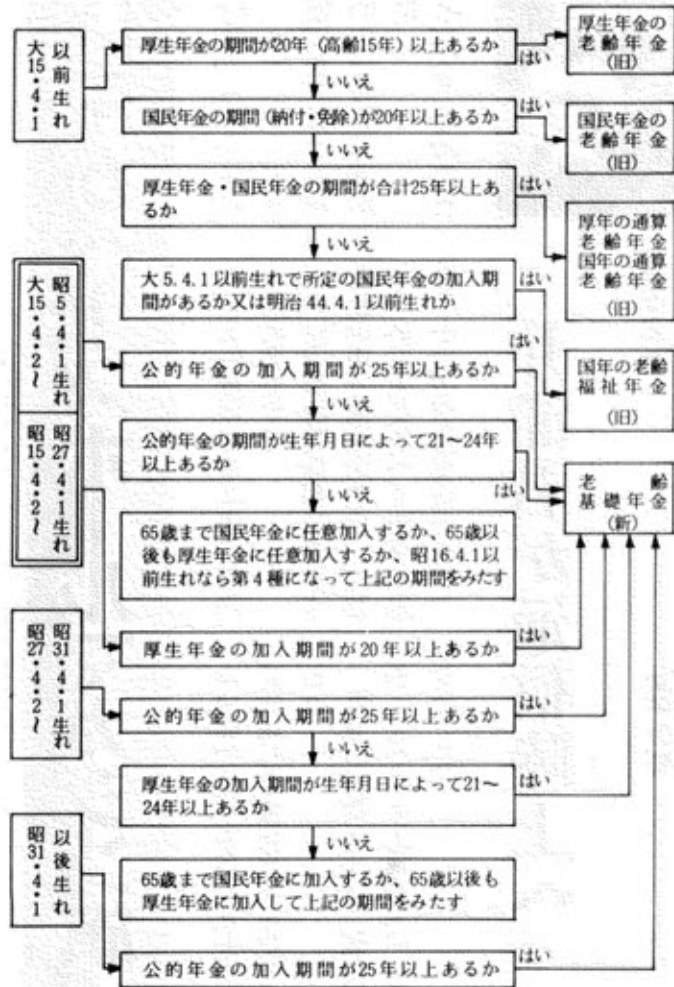 以前生れ
大15・4・1
厚生年金の期間が20年(高齢15年)以上あるか
はい
厚生年金の
老齢年金
(旧)
いいえ
国民年金の期間(納付・免除)が20年以上あるか
はい
国民年金の
老齢年金
(旧)
いいえ
厚生年金・国民年金の期間が合計25年以上あ
るか
はい
厚年の通算
老齢年金
国年の通算
老齢年金
(旧)
いいえ
大5.4.1以前生れで所定の国民年金の加入期
間があるか又は明治44.4.1以前生れか
はい
国年の老齢
福祉年金
(旧)
昭5・4・1生れ
大15・4・2〜
公的年金の加入期間が25年以上あるか
はい
いいえ
昭27・4・1生れ
昭15・4・2〜
公的年金の期間が生年月日によって21〜24年
以上あるか
はい
老齢
基礎年金
(新)
いいえ
65歳まで国民年金に任意加入するか、65歳以
後も厚生年金に任意加入するか、昭16.4.1以
前生れなら第4種になって上記の期間をみたす
厚生年金の加入期間が20年以上あるか
はい
昭31・4・1生れ
昭27・4・2〜
公的年金の加入期間が25年以上あるか
はい
いいえ
厚生年金の加入期間が生年月日によって21〜
24年以上あるか
はい
いいえ
65歳まで国民年金に加入するか、65歳以後も
厚生年金に加入して上記の期間をみたす
以後生れ
昭31・4・1
公的年金の加入期間が25年以上あるか
はい